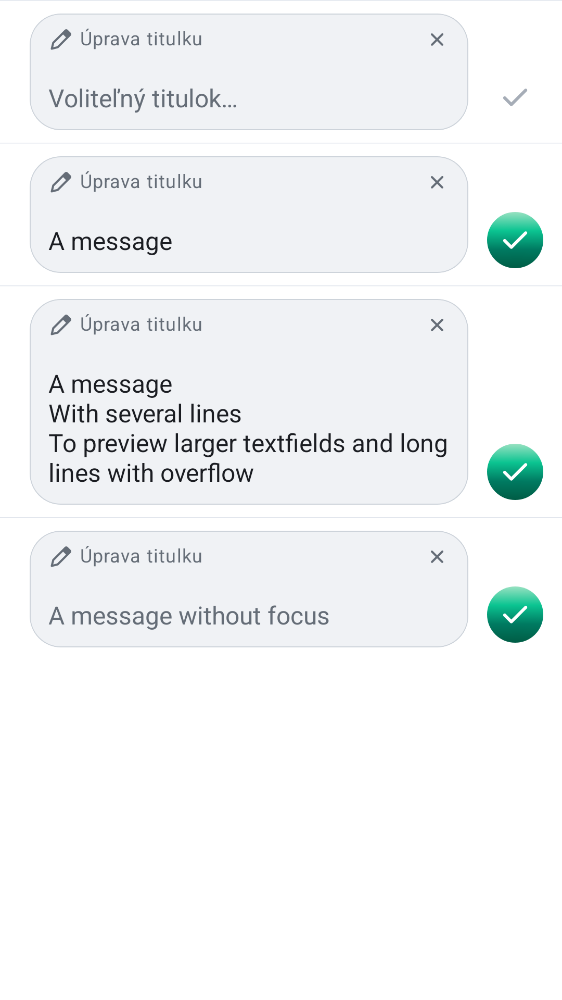 Úprava titulku
Voliteľný titulok…
Úprava titulku
A message
Úprava titulku
A message
With several lines
To preview larger textfields and long
lines with overflow
Úprava titulku
A message without focus